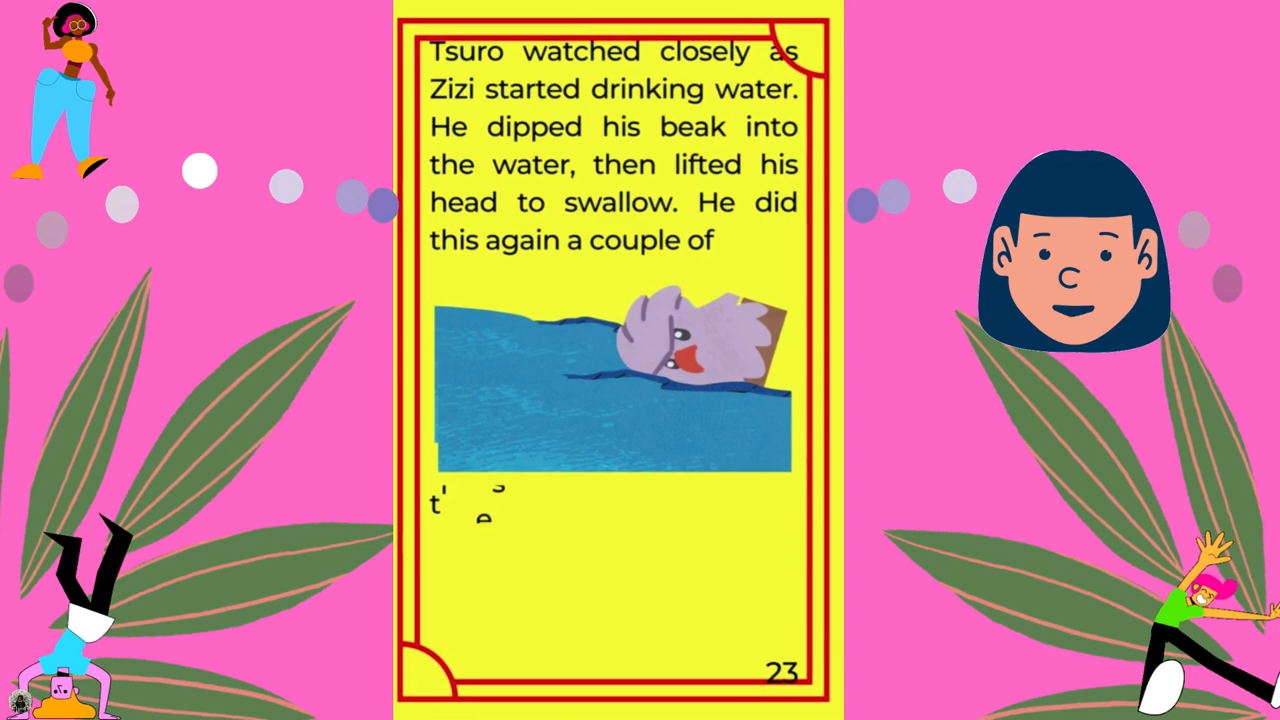 Tsuro watched closely as
Zizi started drinking water.
He dipped his beak into
the water, then lifted his
head to swallow. He did
this again a couple of
23